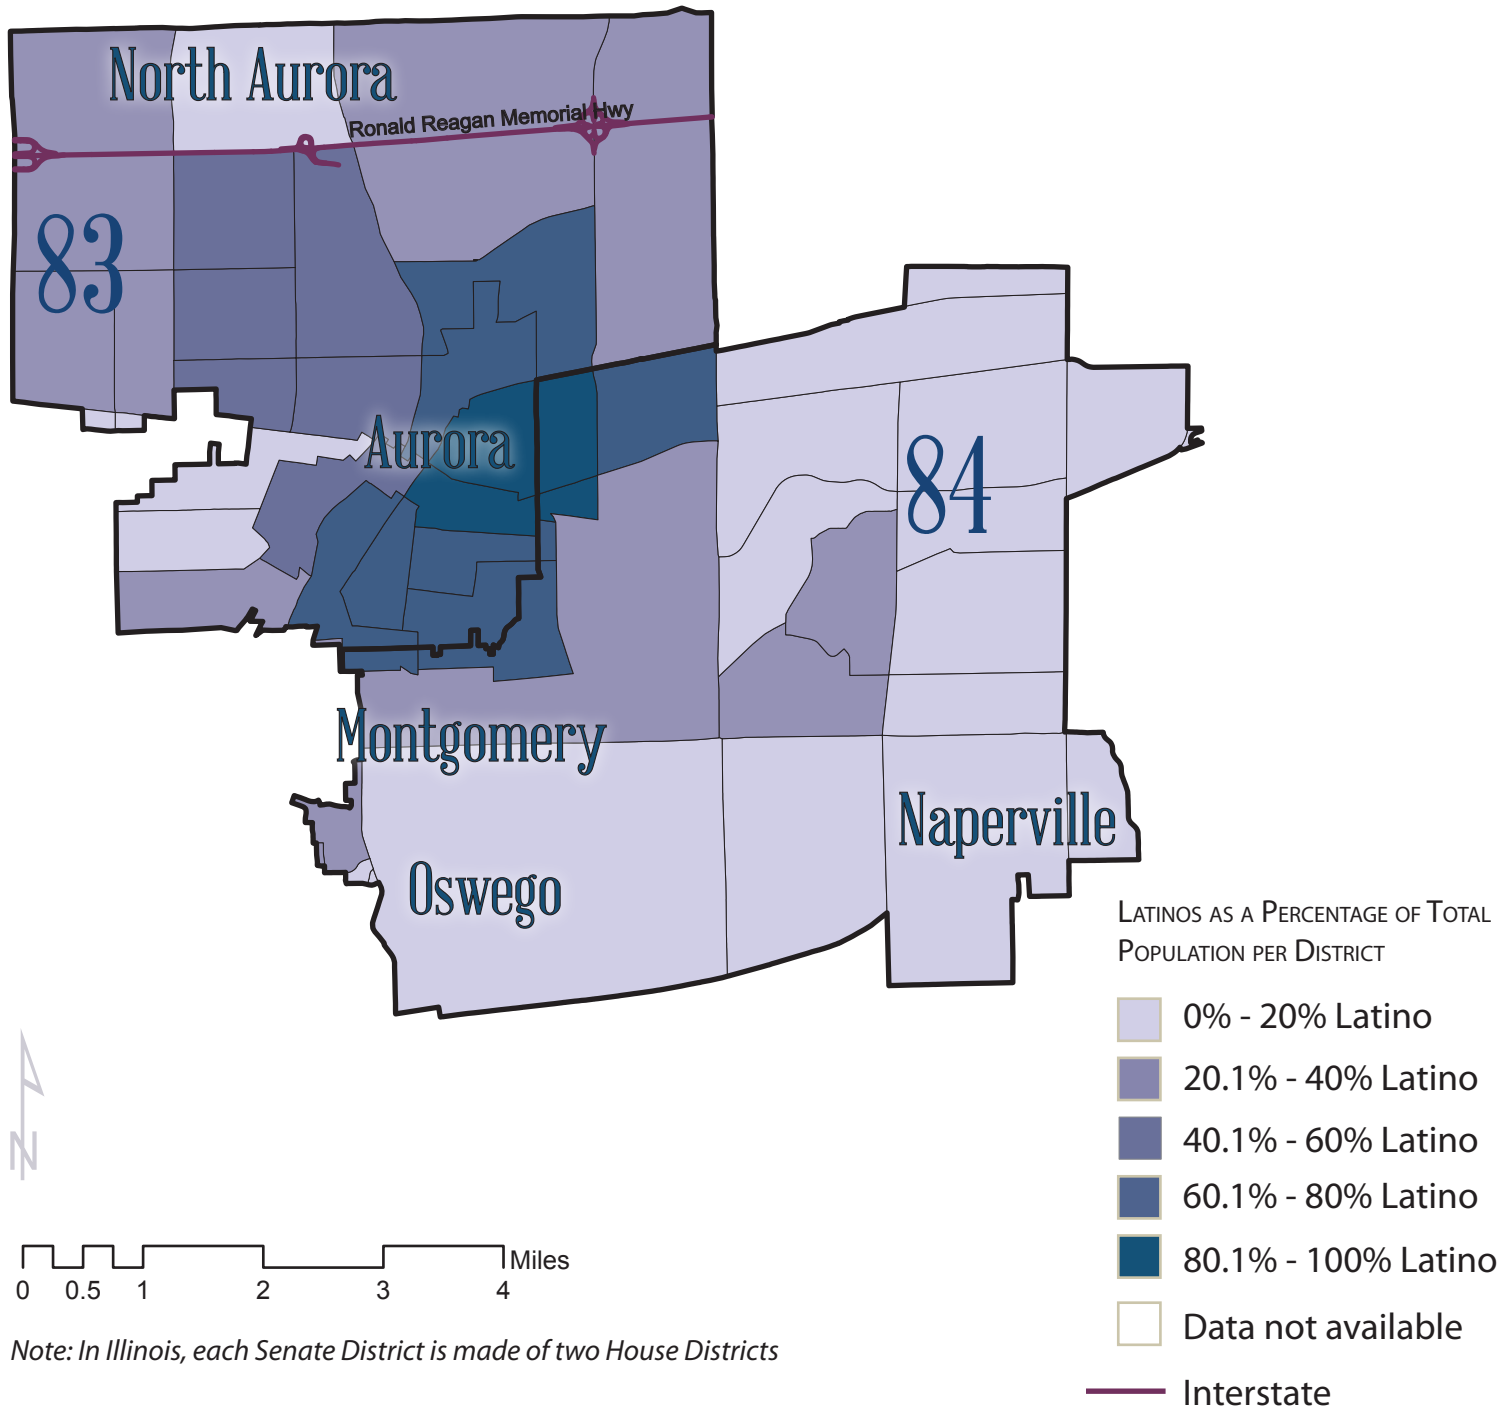 North Aurora
Ronald Reagan Memorial Hwy
83
Aurora
84
Montgomery
Naperville
Oswego
Latinos as a Percentage of Total
Population per District
0% - 20% Latino
20.1% - 40% Latino
40.1% - 60% Latino
60.1% - 80% Latino
80.1% - 100% Latino
Data not available
Interstate
N
Miles
0 0.5 1 2 3 4
Note: In Illinois, each Senate District is made of two House Districts